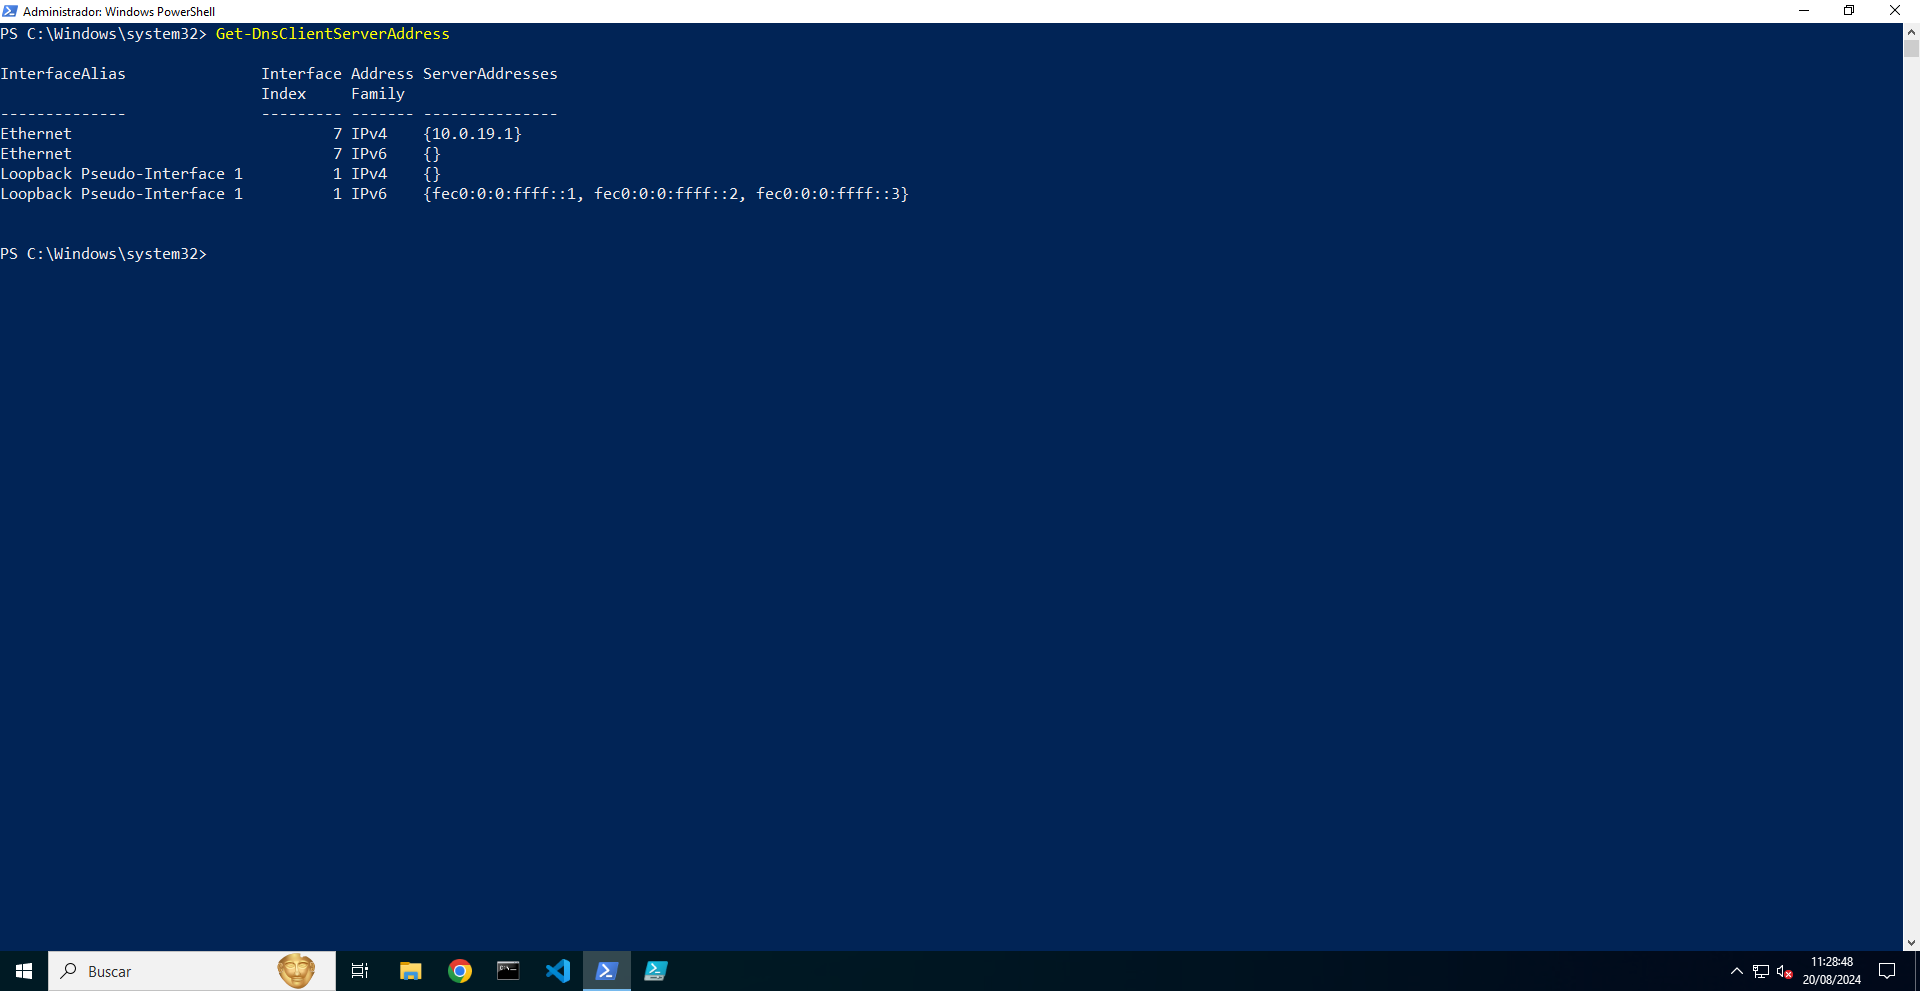 Administrador: Windows PowerShell
PS C:\Windows\system32> Get-DnsClientServerAddress
InterfaceAlias               Interface Address ServerAddresses
                             Index     Family
--------------               --------- ------- ---------------
Ethernet                             7 IPv4    {10.0.19.1}
Ethernet                             7 IPv6    {}
Loopback Pseudo-Interface 1          1 IPv4    {}
Loopback Pseudo-Interface 1          1 IPv6    {fec0:0:0:ffff::1, fec0:0:0:ffff::2, fec0:0:0:ffff::3}
PS C:\Windows\system32>
Buscar
11:28:48
20/08/2024